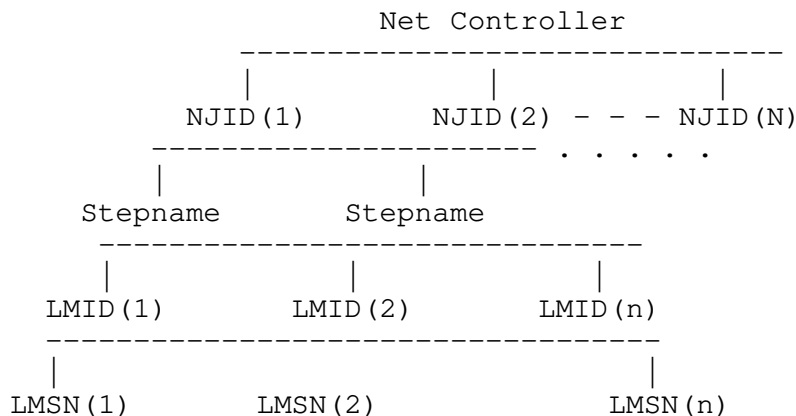 Net Controller
NJID(1) NJID(2) - - - NJID(N)
. . . . .
Stepname Stepname
LMID(1) LMID(2) LMID(n)
LMSN(1) LMSN(2) LMSN(n)